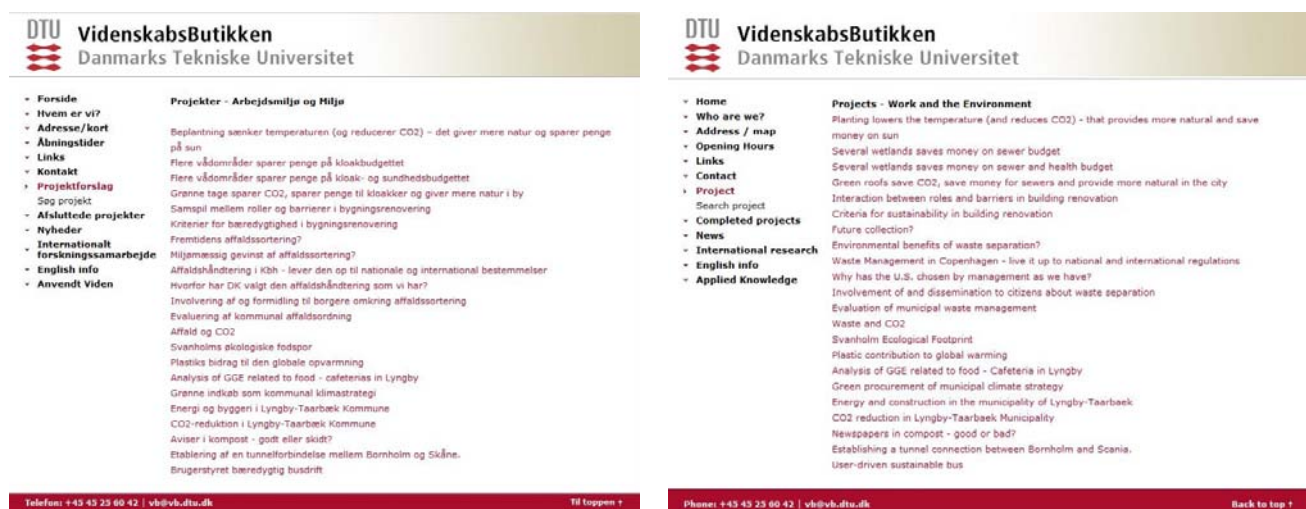 DTU
VidenskabsButikken
Danmarks Tekniske Universitet
Forside
Hvem er vi?
Adresse/kort
Åbningstider
Links
Kontakt
Projektforslag
Søg projekt
Afsluttede projekter
Nyheder
Internationalt
forskningssamarbejde
English info
Anvendt Viden
Projekter - Arbejdsmiljø og Miljø
Beplantning sænker temperaturen (og reducerer CO2) - det giver mere natur og sparer penge
på sun
Flere vådområder sparer penge på kloakbudgettet
Flere vådområder sparer penge på kloak- og sundhedsbudgettet
Grønne tage sparer CO2, sparer penge til kloakker og giver mere natur i by
Samspil mellem roller og barrierer i bygningsrenovering
Kriterier for bæredygtighed i bygningsrenovering
Fremtidens affaldssortering?
Miljømæssig gevinst af affaldssortering?
Affaldshåndtering i Kbh - lever den op til nationale og international bestemmelser
Hvorfor har DK valgt den affaldshåndtering som vi har?
Involvering af og formidling til borgere omkring affaldssortering
Evaluering af kommunal affaldsordning
Affald og CO2
Svanholms økologiske fodspor
Plastiks bidrag til den globale opvarmning
Analysis of GGE related to food - cafeterias in Lyngby
Grønne indkøb som kommunal klimastrategi
Energi og byggeri i Lyngby-Taarbæk Kommune
CO2-reduktion i Lyngby-Taarbæk Kommune
Aviser i kompost - godt eller skidt?
Etablering af en tunnelforbindelse mellem Bornholm og Skåne.
Brugerstyret bæredygtig busdrift
Telefon: +45 45 25 60 42 | vb@vb.dtu.dk
Til toppen ↑
DTU
VidenskabsButikken
Danmarks Tekniske Universitet
Home
Who are we?
Address / map
Opening Hours
Links
Contact
Project
Search project
Completed projects
News
International research
English info
Applied Knowledge
Projects - Work and the Environment
Planting lowers the temperature (and reduces CO2) - that provides more natural and save
money on sun
Several wetlands saves money on sewer budget
Several wetlands saves money on sewer and health budget
Green roofs save CO2, save money for sewers and provide more natural in the city
Interaction between roles and barriers in building renovation
Criteria for sustainability in building renovation
Future collection?
Environmental benefits of waste separation?
Waste Management in Copenhagen - live it up to national and international regulations
Why has the U.S. chosen by management as we have?
Involvement of and dissemination to citizens about waste separation
Evaluation of municipal waste management
Waste and CO2
Svanholm Ecological Footprint
Plastic contribution to global warming
Analysis of GGE related to food - Cafeteria in Lyngby
Green procurement of municipal climate strategy
Energy and construction in the municipality of Lyngby-Taarbaek
CO2 reduction in Lyngby-Taarbaek Municipality
Newspapers in compost - good or bad?
Establishing a tunnel connection between Bornholm and Scania.
User-driven sustainable bus
Phone: +45 45 25 60 42 | vb@vb.dtu.dk
Back to top ↑